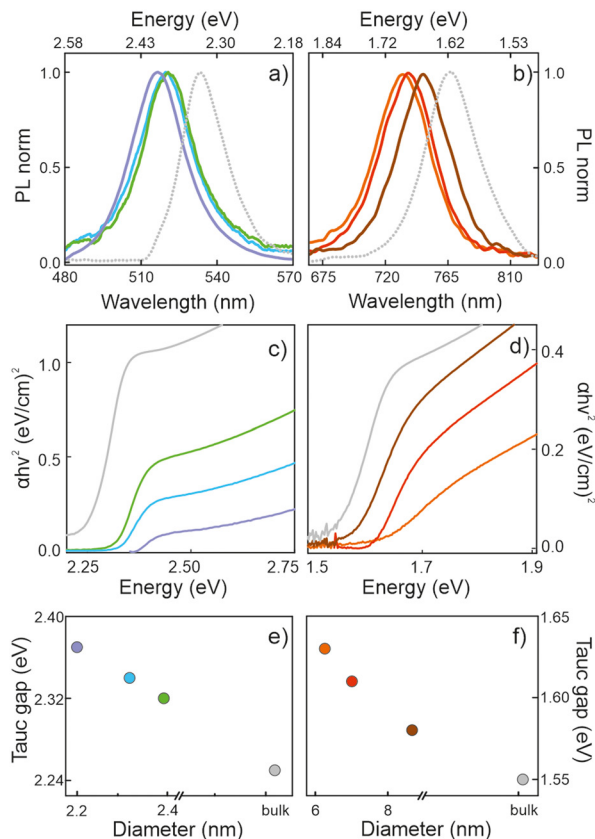 Energy (eV) Energy (eV)
2.58 2.43 2.30 2.18 1.84 1.72 1.62 1.53
1.0 a) b) 1.0
PL norm 0.5 0.5 PL norm
0.0 0.0
480 510 540 570 675 720 765 810
Wavelength (nm) Wavelength (nm)
1.0 c) d) 0.4
αhv² (eV/cm)² 0.5 0.2 αhv² (eV/cm)²
0.0 0.0
2.25 2.50 2.75 1.5 1.7 1.9
Energy (eV) Energy (eV)
2.40 e) f) 1.65
Tauc gap (eV) 2.32 1.60 Tauc gap (eV)
2.24 1.55
bulk bulk
2.2 2.4 6 8
Diameter (nm) Diameter (nm)